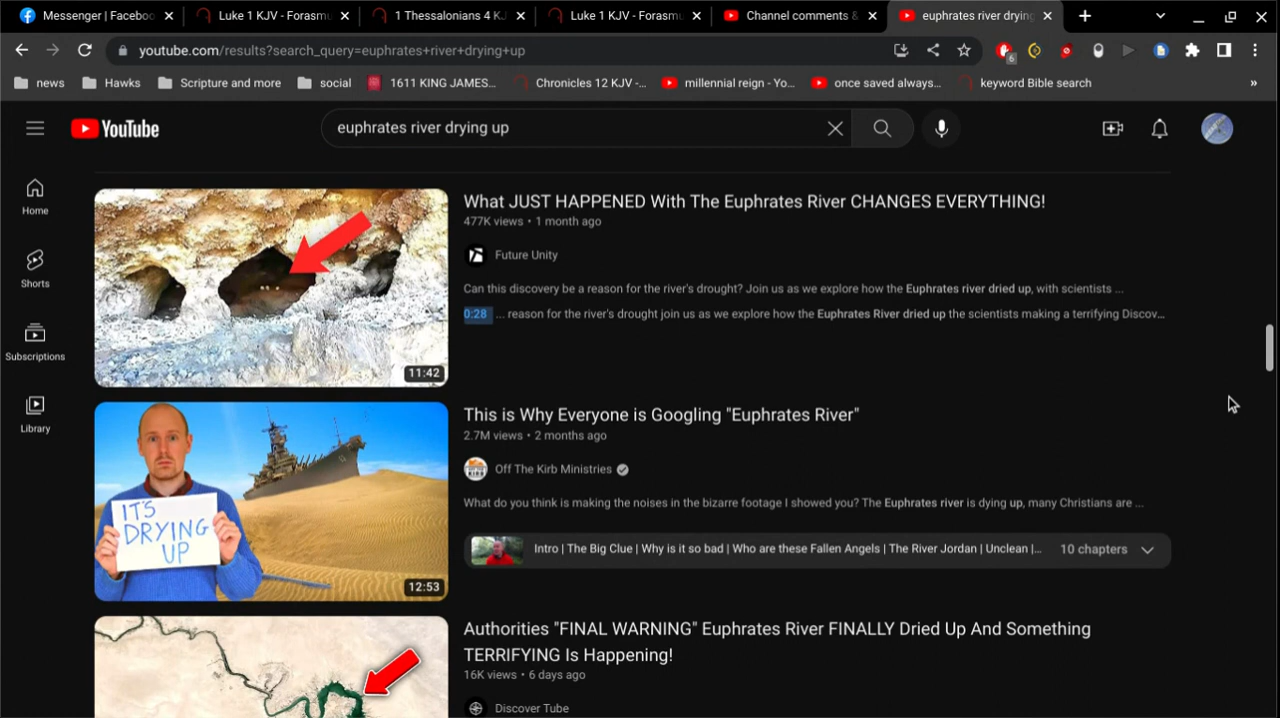 Messenger | Faceboo
Luke 1 KJV - Forasmu
1 Thessalonians 4 KJ
Luke 1 KJV - Forasmu
Channel comments &
euphrates river drying
youtube.com/results?search_query=euphrates+river+drying+up
6
news
Hawks
Scripture and more
social
1611 KING JAMES...
Chronicles 12 KJV -...
millennial reign - Yo...
once saved always...
keyword Bible search
»
YouTube
euphrates river drying up
Home
Shorts
Subscriptions
Library
11:42
What JUST HAPPENED With The Euphrates River CHANGES EVERYTHING!
477K views • 1 month ago
Future Unity
Can this discovery be a reason for the river's drought? Join us as we explore how the Euphrates river dried up, with scientists ...
0:28 ... reason for the river's drought join us as we explore how the Euphrates River dried up the scientists making a terrifying Discov...
IT'S
DRYING
UP
12:53
This is Why Everyone is Googling "Euphrates River"
2.7M views • 2 months ago
Off The Kirb Ministries
What do you think is making the noises in the bizarre footage I showed you? The Euphrates river is dying up, many Christians are ...
Intro | The Big Clue | Why is it so bad | Who are these Fallen Angels | The River Jordan | Unclean |... 10 chapters
Authorities "FINAL WARNING" Euphrates River FINALLY Dried Up And Something
TERRIFYING Is Happening!
16K views • 6 days ago
Discover Tube